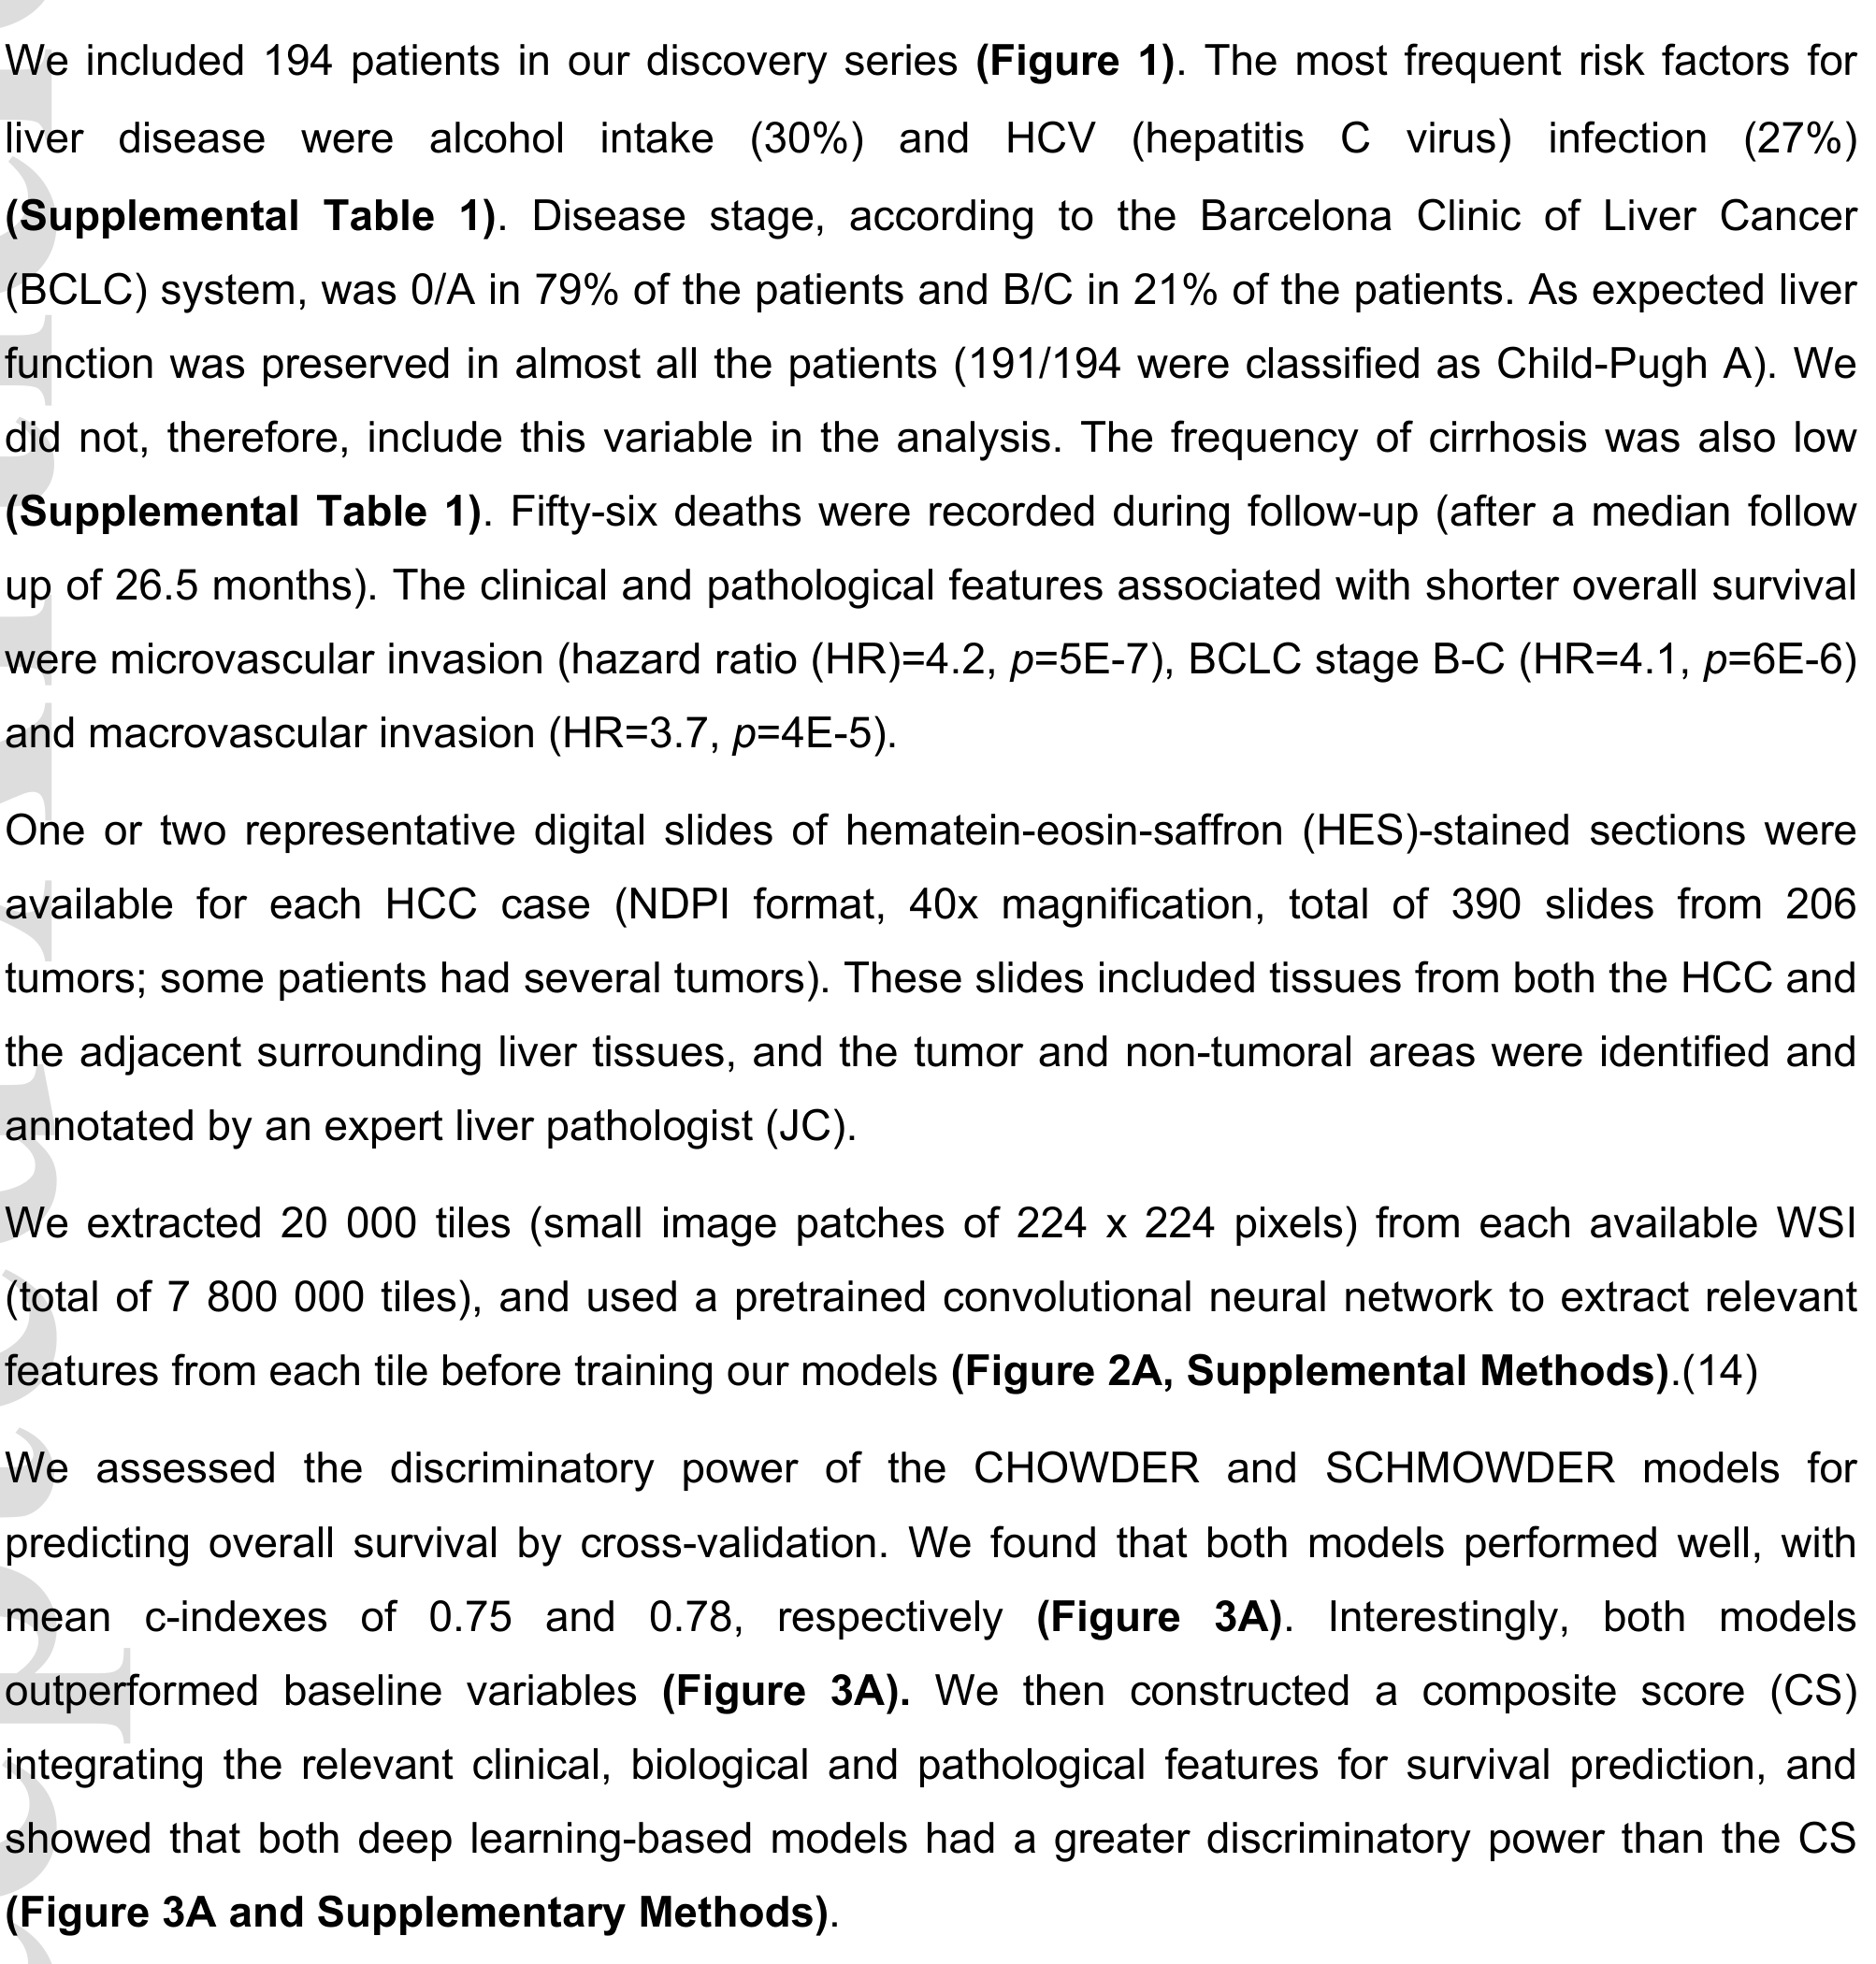 We included 194 patients in our discovery series (Figure 1). The most frequent risk factors for
liver disease were alcohol intake (30%) and HCV (hepatitis C virus) infection (27%)
(Supplemental Table 1). Disease stage, according to the Barcelona Clinic of Liver Cancer
(BCLC) system, was 0/A in 79% of the patients and B/C in 21% of the patients. As expected liver
function was preserved in almost all the patients (191/194 were classified as Child-Pugh A). We
did not, therefore, include this variable in the analysis. The frequency of cirrhosis was also low
(Supplemental Table 1). Fifty-six deaths were recorded during follow-up (after a median follow
up of 26.5 months). The clinical and pathological features associated with shorter overall survival
were microvascular invasion (hazard ratio (HR)=4.2, p=5E-7), BCLC stage B-C (HR=4.1, p=6E-6)
and macrovascular invasion (HR=3.7, p=4E-5).
One or two representative digital slides of hematein-eosin-saffron (HES)-stained sections were
available for each HCC case (NDPI format, 40x magnification, total of 390 slides from 206
tumors; some patients had several tumors). These slides included tissues from both the HCC and
the adjacent surrounding liver tissues, and the tumor and non-tumoral areas were identified and
annotated by an expert liver pathologist (JC).
We extracted 20 000 tiles (small image patches of 224 x 224 pixels) from each available WSI
(total of 7 800 000 tiles), and used a pretrained convolutional neural network to extract relevant
features from each tile before training our models (Figure 2A, Supplemental Methods).(14)
We assessed the discriminatory power of the CHOWDER and SCHMOWDER models for
predicting overall survival by cross-validation. We found that both models performed well, with
mean c-indexes of 0.75 and 0.78, respectively (Figure 3A). Interestingly, both models
outperformed baseline variables (Figure 3A). We then constructed a composite score (CS)
integrating the relevant clinical, biological and pathological features for survival prediction, and
showed that both deep learning-based models had a greater discriminatory power than the CS
(Figure 3A and Supplementary Methods).